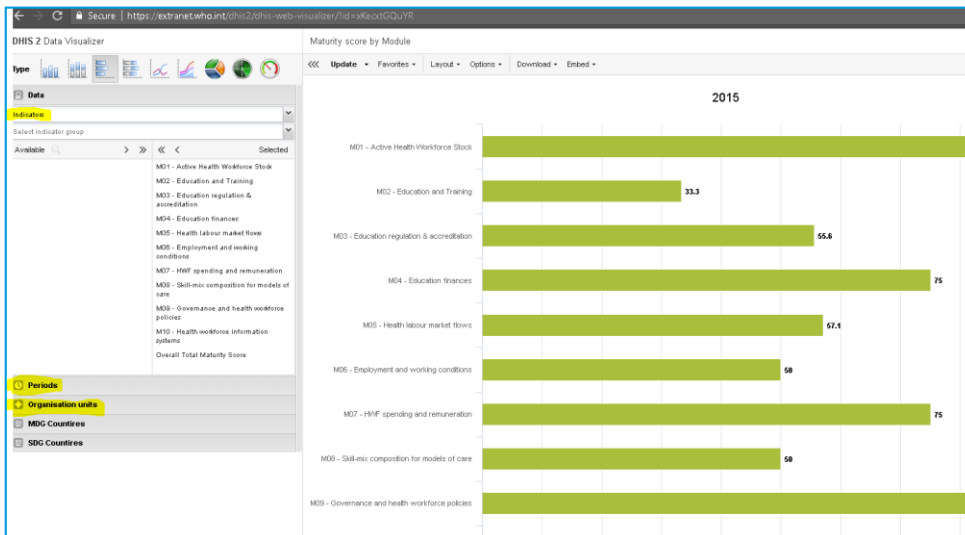 Secure | https://extranet.who.int/dhis2/dhis-web-visualizer/?id=xKecxtGQuYR
DHIS 2 Data Visualizer
Maturity score by Module
Type
Update
Favorites
Layout
Options
Download
Embed
Data
Indicators
Select indicator group
Available
Selected
M01 - Active Health Workforce Stock
M02 - Education and Training
M03 - Education regulation &
accreditation
M04 - Education finances
M05 - Health labour market flows
M06 - Employment and working
conditions
M07 - HWF spending and remuneration
M08 - Skill-mix composition for models of
care
M09 - Governance and health workforce
policies
M10 - Health workforce information
systems
Overall Total Maturity Score
Periods
Organisation units
MDG Countires
SDG Countires
2015
M01 - Active Health Workforce Stock
M02 - Education and Training
33.3
M03 - Education regulation & accreditation
55.6
M04 - Education finances
75
M05 - Health labour market flows
57.1
M06 - Employment and working conditions
50
M07 - HWF spending and remuneration
75
M08 - Skill-mix composition for models of care
50
M09 - Governance and health workforce policies